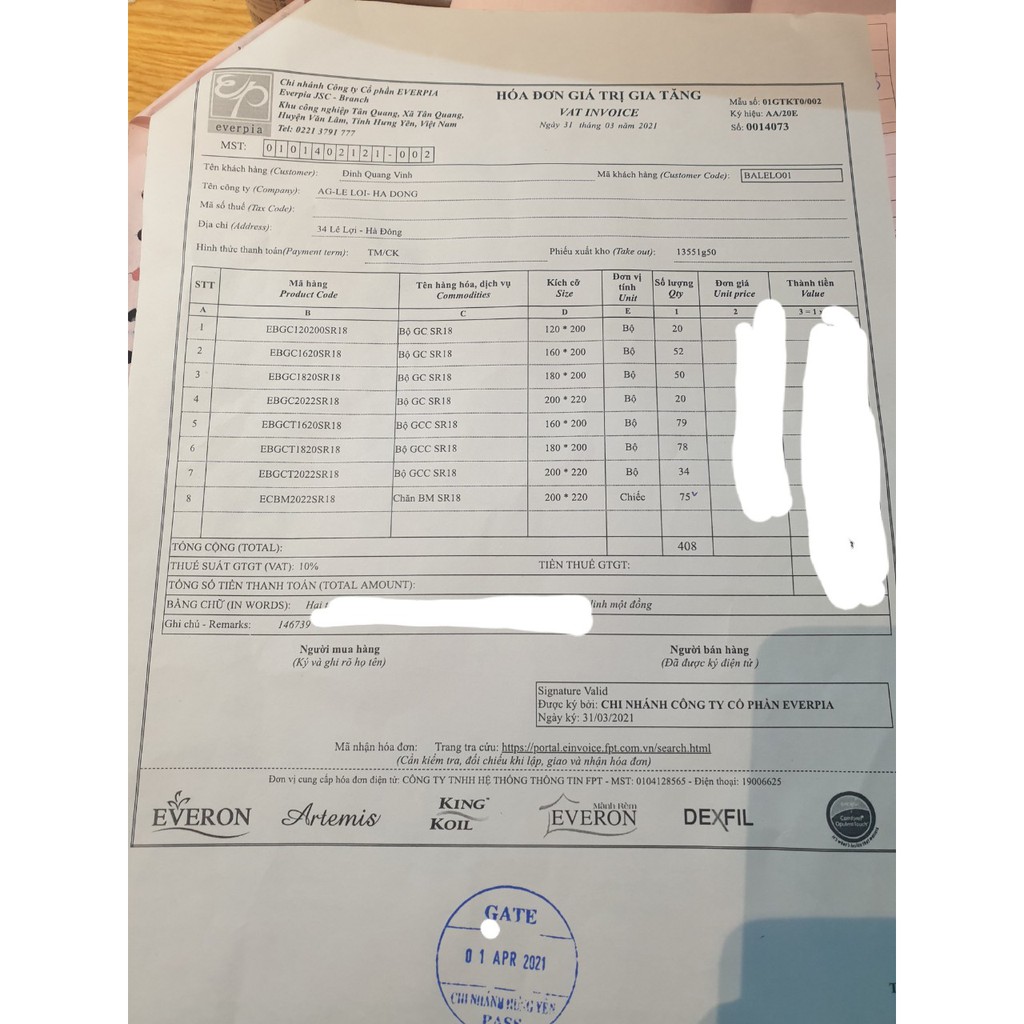 everpia
Chi nhánh Công ty Cổ phần EVERPIA
Everpia JSC - Branch
Khu công nghiệp Tân Quang, Xã Tân Quang,
Huyện Văn Lâm, Tỉnh Hưng Yên, Việt Nam
Tel: 0221 3791 777
HÓA ĐƠN GIÁ TRỊ GIA TĂNG
VAT INVOICE
Ngày 31 tháng 03 năm 2021
Mẫu số: 01GTKT0/002
Ký hiệu: AA/20E
Số: 0014073
MST: 0101402121-002
Tên khách hàng (Customer): Đinh Quang Vinh Mã khách hàng (Customer Code): BALELO01
Tên công ty (Company): AG-LE LOI- HA DONG
Mã số thuế (Tax Code):
Địa chỉ (Address): 34 Lê Lợi - Hà Đông
Hình thức thanh toán(Payment term): TM/CK Phiếu xuất kho (Take out): 13551g50
STT Mã hàng Product Code Tên hàng hóa, dịch vụ Commodities Kích cỡ Size Đơn vị tính Unit Số lượng Qty Đơn giá Unit price Thành tiền Value
A B C D E 1 2 3 = 1
1 EBGC120200SR18 Bộ GC SR18 120 * 200 Bộ 20
2 EBGC1620SR18 Bộ GC SR18 160 * 200 Bộ 52
3 EBGC1820SR18 Bộ GC SR18 180 * 200 Bộ 50
4 EBGC2022SR18 Bộ GC SR18 200 * 220 Bộ 20
5 EBGCT1620SR18 Bộ GCC SR18 160 * 200 Bộ 79
6 EBGCT1820SR18 Bộ GCC SR18 180 * 200 Bộ 78
7 EBGCT2022SR18 Bộ GCC SR18 200 * 220 Bộ 34
8 ECBM2022SR18 Chăn BM SR18 200 * 220 Chiếc 75
TỔNG CỘNG (TOTAL): 408
THUẾ SUẤT GTGT (VAT): 10% TIỀN THUẾ GTGT:
TỔNG SỐ TIỀN THANH TOÁN (TOTAL AMOUNT):
BẰNG CHỮ (IN WORDS): Hai linh một đồng
Ghi chú - Remarks: 146739
Người mua hàng
(Ký và ghi rõ họ tên)
Người bán hàng
(Đã được ký điện tử )
Signature Valid
Được ký bởi: CHI NHÁNH CÔNG TY CỔ PHẦN EVERPIA
Ngày ký: 31/03/2021
Mã nhận hóa đơn: Trang tra cứu: https://portal.einvoice.fpt.com.vn/search.html
(Cần kiểm tra, đối chiếu khi lập, giao và nhận hóa đơn)
Đơn vị cung cấp hóa đơn điện tử: CÔNG TY TNHH HỆ THỐNG THÔNG TIN FPT - MST: 0104128565 - Điện thoại: 19006625
EVERON
Artemis
KING KOIL
Mành Rèm EVERON
DEXFIL
GATE
01 APR 2021
CHI NHÁNH HƯNG YÊN
PASS